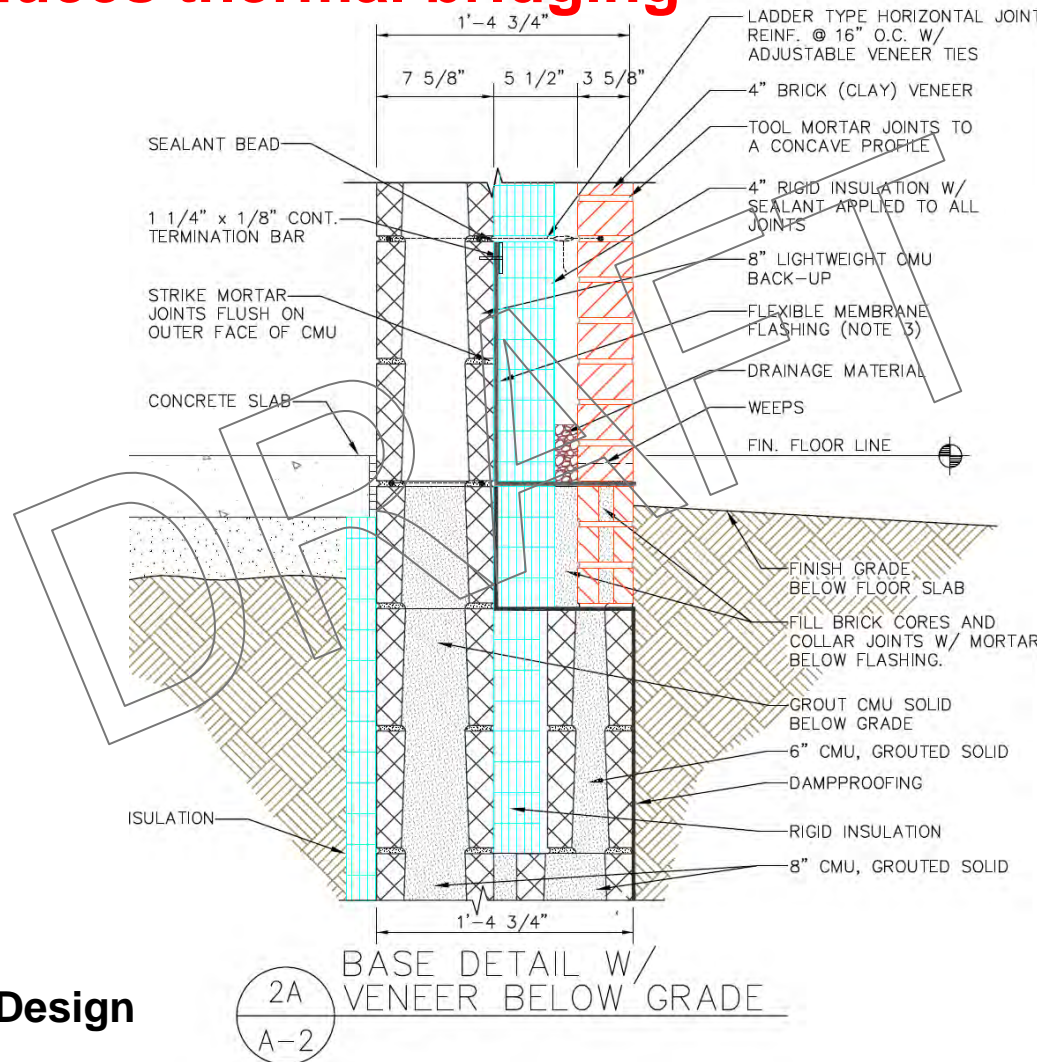 thermal bridging
1'-4 3/4"
7 5/8" 5 1/2" 3 5/8"
LADDER TYPE HORIZONTAL JOINT
REINF. @ 16" O.C. W/
ADJUSTABLE VENEER TIES
4" BRICK (CLAY) VENEER
TOOL MORTAR JOINTS TO
A CONCAVE PROFILE
4" RIGID INSULATION W/
SEALANT APPLIED TO ALL
JOINTS
8" LIGHTWEIGHT CMU
BACK-UP
FLEXIBLE MEMBRANE
FLASHING (NOTE 3)
DRAINAGE MATERIAL
WEEPS
FIN. FLOOR LINE
SEALANT BEAD
1 1/4" x 1/8" CONT.
TERMINATION BAR
STRIKE MORTAR
JOINTS FLUSH ON
OUTER FACE OF CMU
CONCRETE SLAB
DRAFT
FINISH GRADE
BELOW FLOOR SLAB
FILL BRICK CORES AND
COLLAR JOINTS W/ MORTAR
BELOW FLASHING.
GROUT CMU SOLID
BELOW GRADE
6" CMU, GROUTED SOLID
DAMPPROOFING
RIGID INSULATION
8" CMU, GROUTED SOLID
ISULATION
1'-4 3/4"
BASE DETAIL W/
VENEER BELOW GRADE
2A
A-2
Design